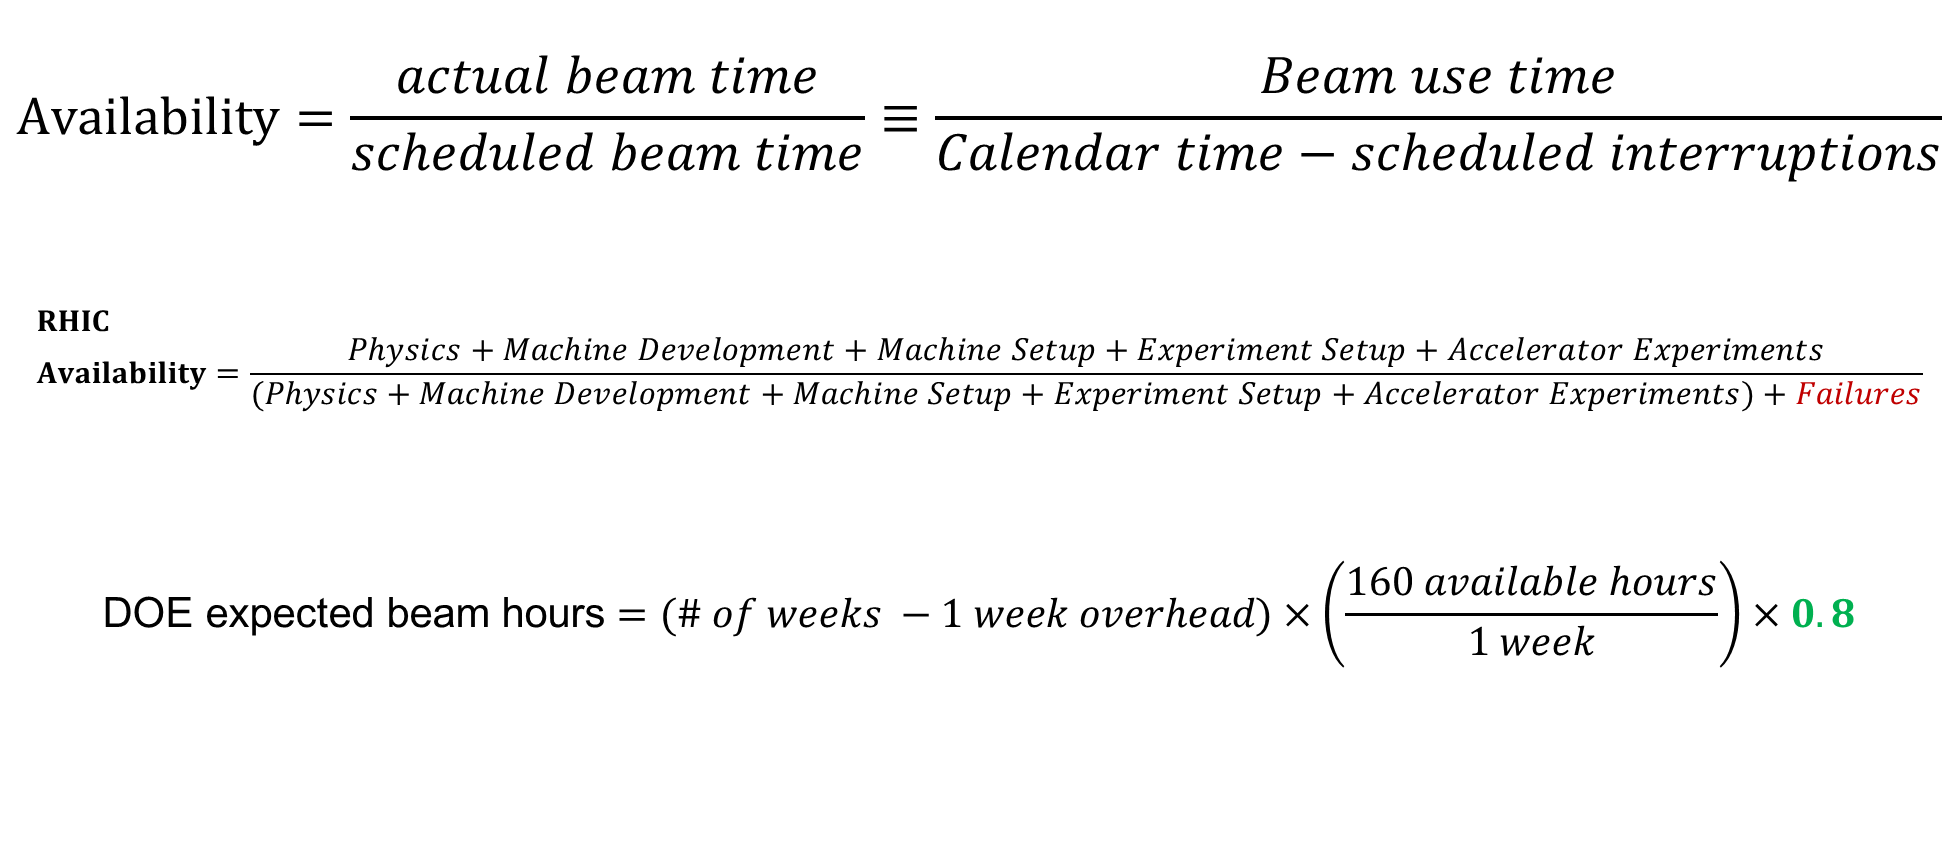 Availability = actual beam time / scheduled beam time ≡ Beam use time / Calendar time − scheduled interruptions
RHIC
Availability = Physics + Machine Development + Machine Setup + Experiment Setup + Accelerator Experiments / (Physics + Machine Development + Machine Setup + Experiment Setup + Accelerator Experiments) + Failures
DOE expected beam hours = (# of weeks − 1 week overhead) × (160 available hours / 1 week) × 0.8